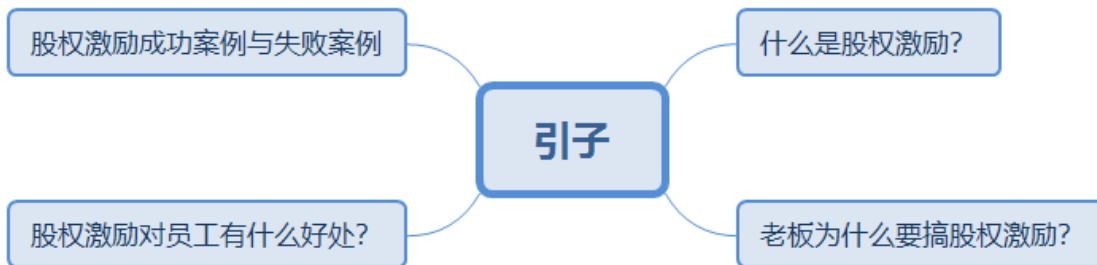 股权激励成功案例与失败案例
什么是股权激励?
引子
股权激励对员工有什么好处?
老板为什么要搞股权激励?